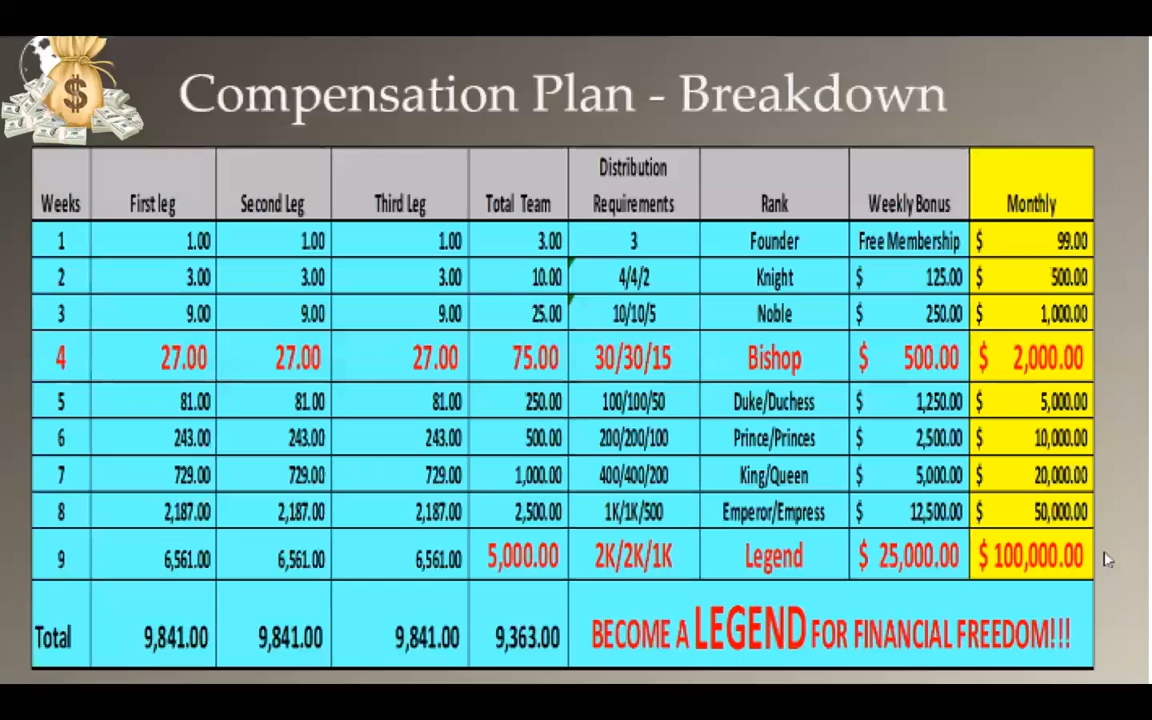 $
Compensation Plan - Breakdown
Weeks First leg Second Leg Third Leg Total Team Distribution Requirements Rank Weekly Bonus Monthly
1 1.00 1.00 1.00 3.00 3 Founder Free Membership $ 99.00
2 3.00 3.00 3.00 10.00 4/4/2 Knight $ 125.00 $ 500.00
3 9.00 9.00 9.00 25.00 10/10/5 Noble $ 250.00 $ 1,000.00
4 27.00 27.00 27.00 75.00 30/30/15 Bishop $ 500.00 $ 2,000.00
5 81.00 81.00 81.00 250.00 100/100/50 Duke/Duchess $ 1,250.00 $ 5,000.00
6 243.00 243.00 243.00 500.00 200/200/100 Prince/Princes $ 2,500.00 $ 10,000.00
7 729.00 729.00 729.00 1,000.00 400/400/200 King/Queen $ 5,000.00 $ 20,000.00
8 2,187.00 2,187.00 2,187.00 2,500.00 1K/1K/500 Emperor/Empress $ 12,500.00 $ 50,000.00
9 6,561.00 6,561.00 6,561.00 5,000.00 2K/2K/1K Legend $ 25,000.00 $ 100,000.00
Total 9,841.00 9,841.00 9,841.00 9,363.00 BECOME A LEGEND FOR FINANCIAL FREEDOM!!!